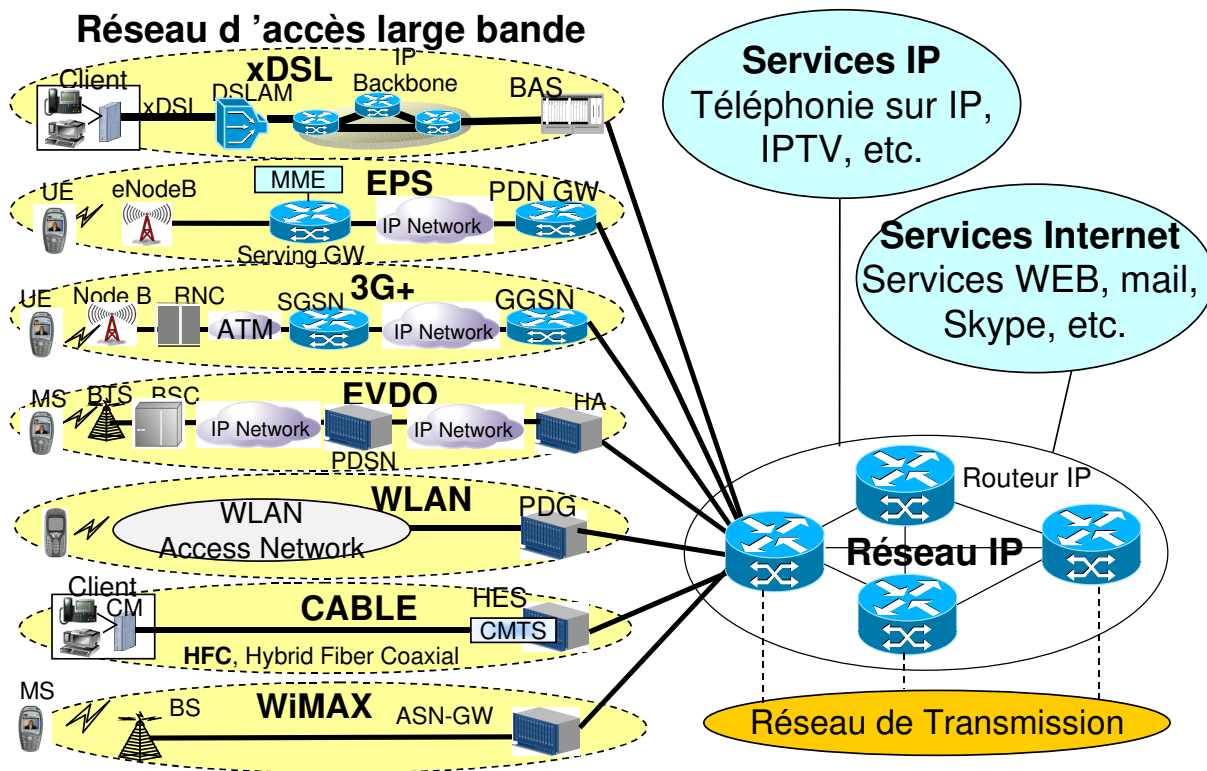 Réseau d 'accès large bande
xDSL
Client
xDSL
DSLAM
IP
Backbone
BAS
EPS
UE
eNodeB
MME
Serving GW
IP Network
PDN GW
3G+
UE
Node B
RNC
ATM
SGSN
IP Network
GGSN
EVDO
MS
BTS
BSC
IP Network
PDSN
IP Network
HA
WLAN
WLAN
Access Network
PDG
CABLE
Client
CM
HFC, Hybrid Fiber Coaxial
HES
CMTS
WiMAX
MS
BS
ASN-GW
Services IP
Téléphonie sur IP,
IPTV, etc.
Services Internet
Services WEB, mail,
Skype, etc.
Routeur IP
Réseau IP
Réseau de Transmission